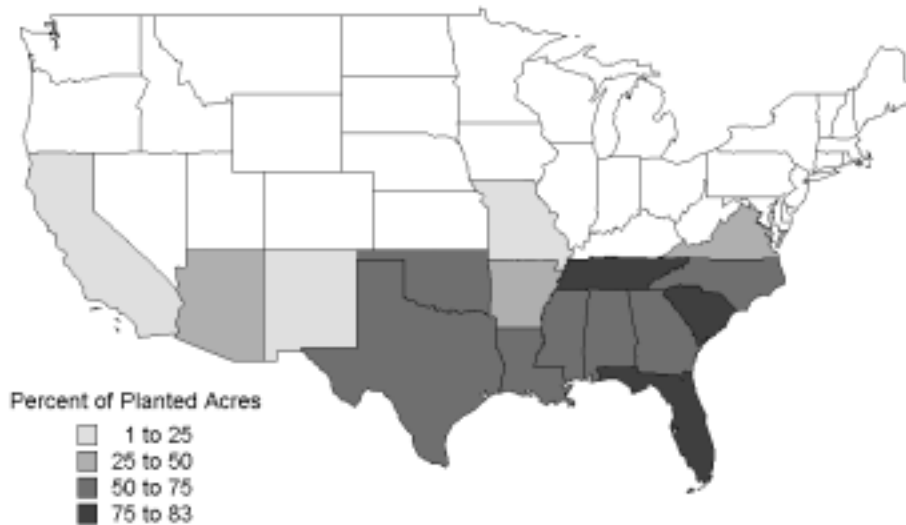 Percent of Planted Acres
1 to 25
25 to 50
50 to 75
75 to 83